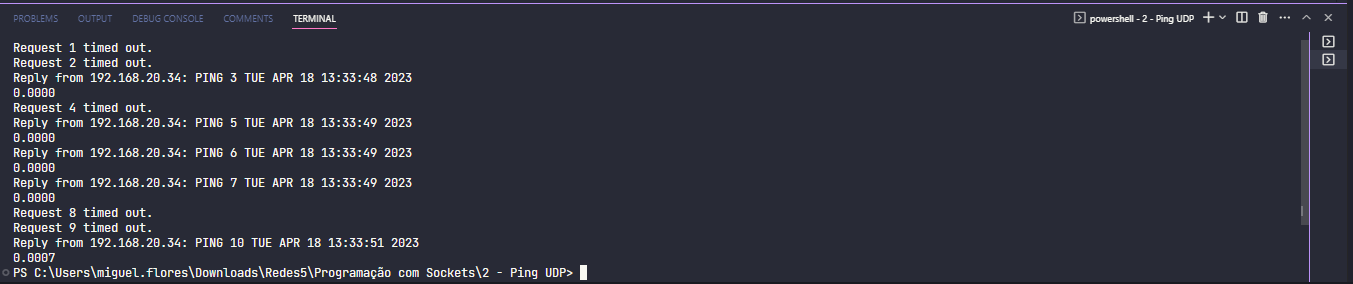 PROBLEMS OUTPUT DEBUG CONSOLE COMMENTS TERMINAL powershell - 2 - Ping UDP
Request 1 timed out.
Request 2 timed out.
Reply from 192.168.20.34: PING 3 TUE APR 18 13:33:48 2023
0.0000
Request 4 timed out.
Reply from 192.168.20.34: PING 5 TUE APR 18 13:33:49 2023
0.0000
Reply from 192.168.20.34: PING 6 TUE APR 18 13:33:49 2023
0.0000
Reply from 192.168.20.34: PING 7 TUE APR 18 13:33:49 2023
0.0000
Request 8 timed out.
Request 9 timed out.
Reply from 192.168.20.34: PING 10 TUE APR 18 13:33:51 2023
0.0007
PS C:\Users\miguel.flores\Downloads\Redes5\Programação com Sockets\2 - Ping UDP>